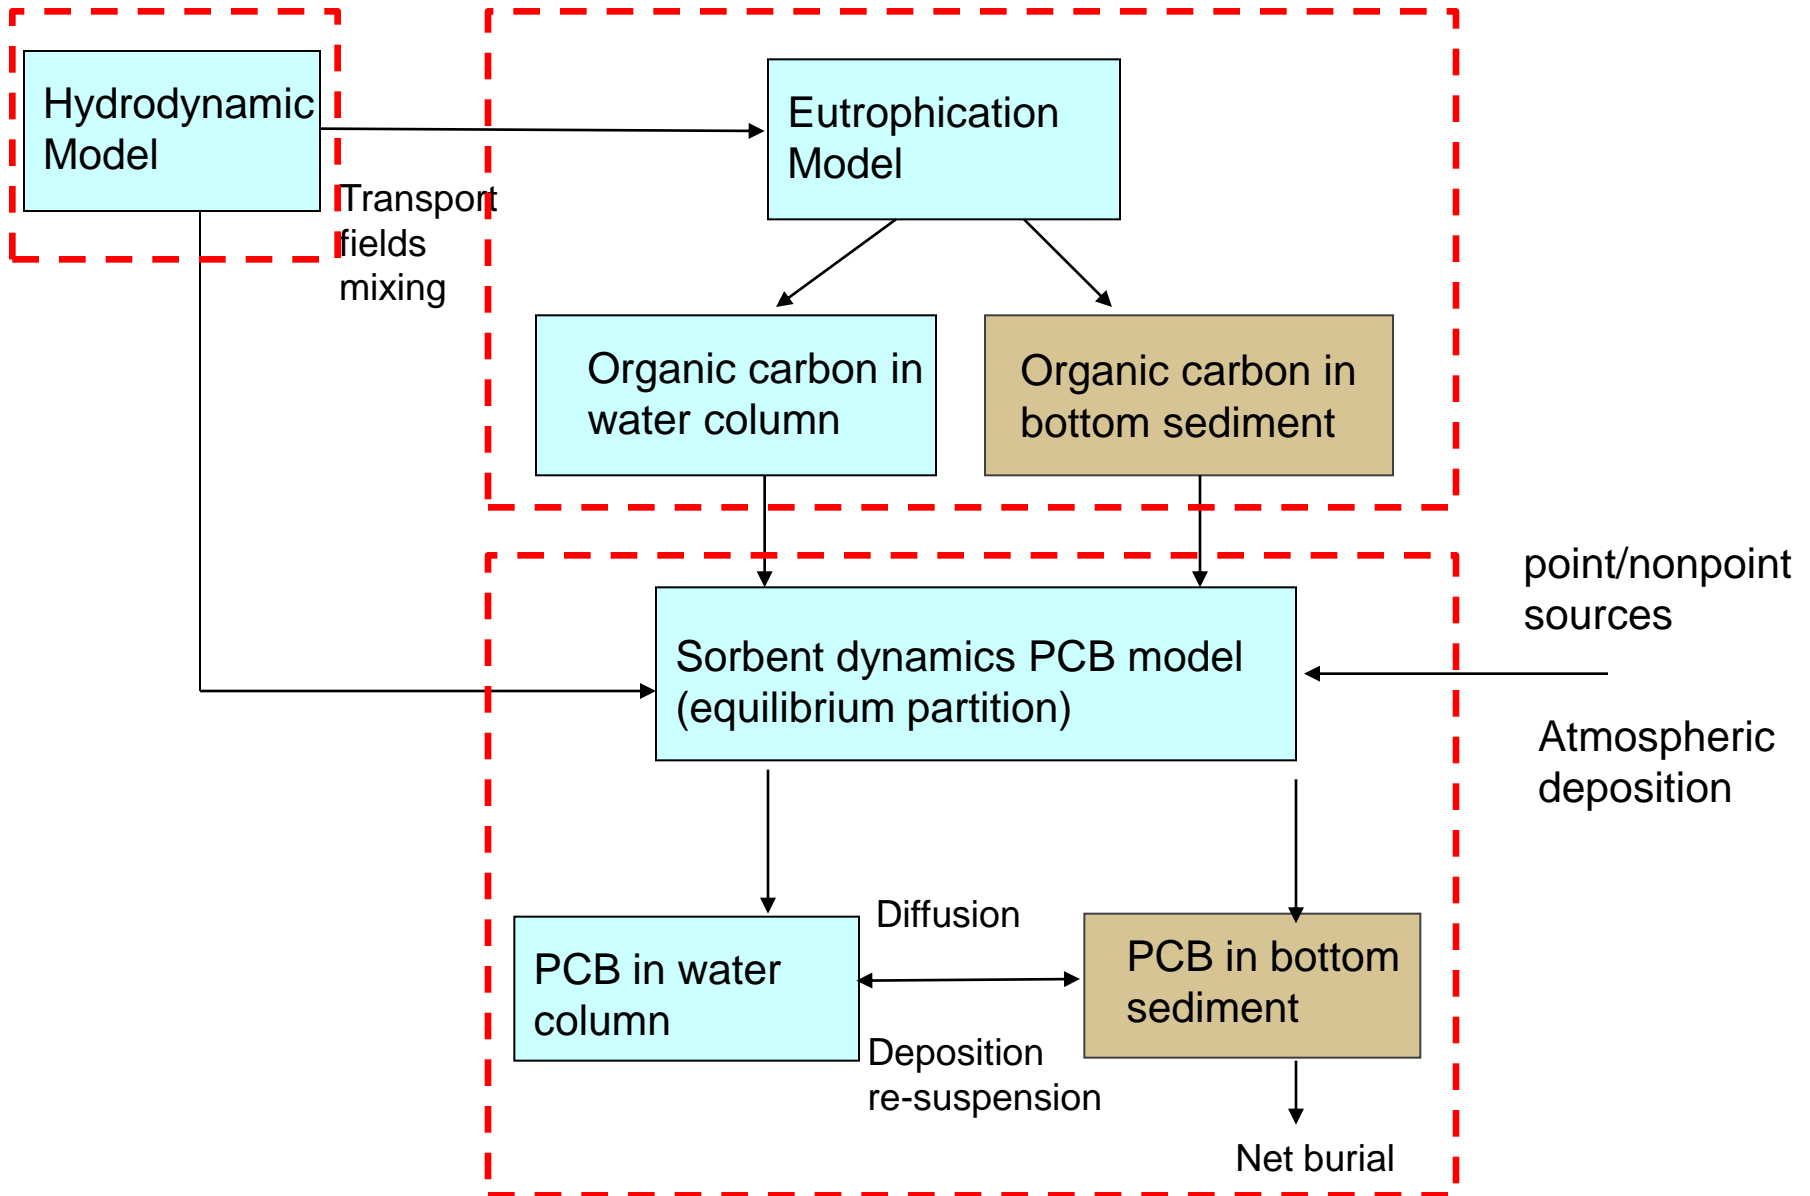 Hydrodynamic
Model
Eutrophication
Model
Transport
fields
mixing
Organic carbon in
water column
Organic carbon in
bottom sediment
point/nonpoint
sources
Sorbent dynamics PCB model
(equilibrium partition)
Atmospheric
deposition
Diffusion
PCB in water
column
PCB in bottom
sediment
Deposition
re-suspension
Net burial